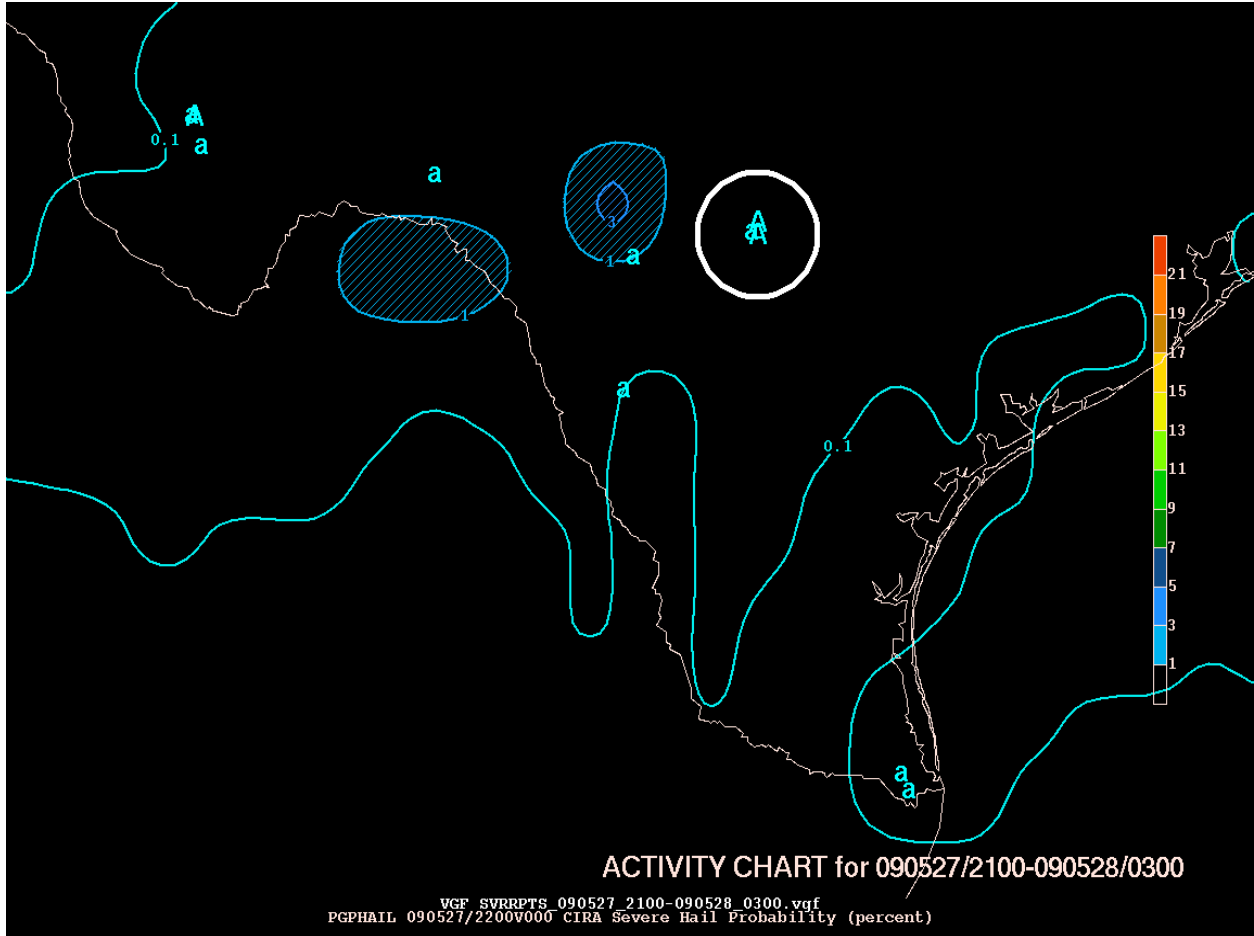 0.1
A
a
A
a
a
3
1
a
A
a
A
1
a
0.1
21
19
17
15
13
11
9
7
5
3
1
a
a
ACTIVITY CHART for 090527/2100-090528/0300
VGF SVRRPTS_090527_2100-090528_0300.vgf
PGPHAIL 090527/2200V000 CIRA Severe Hail Probability (percent)